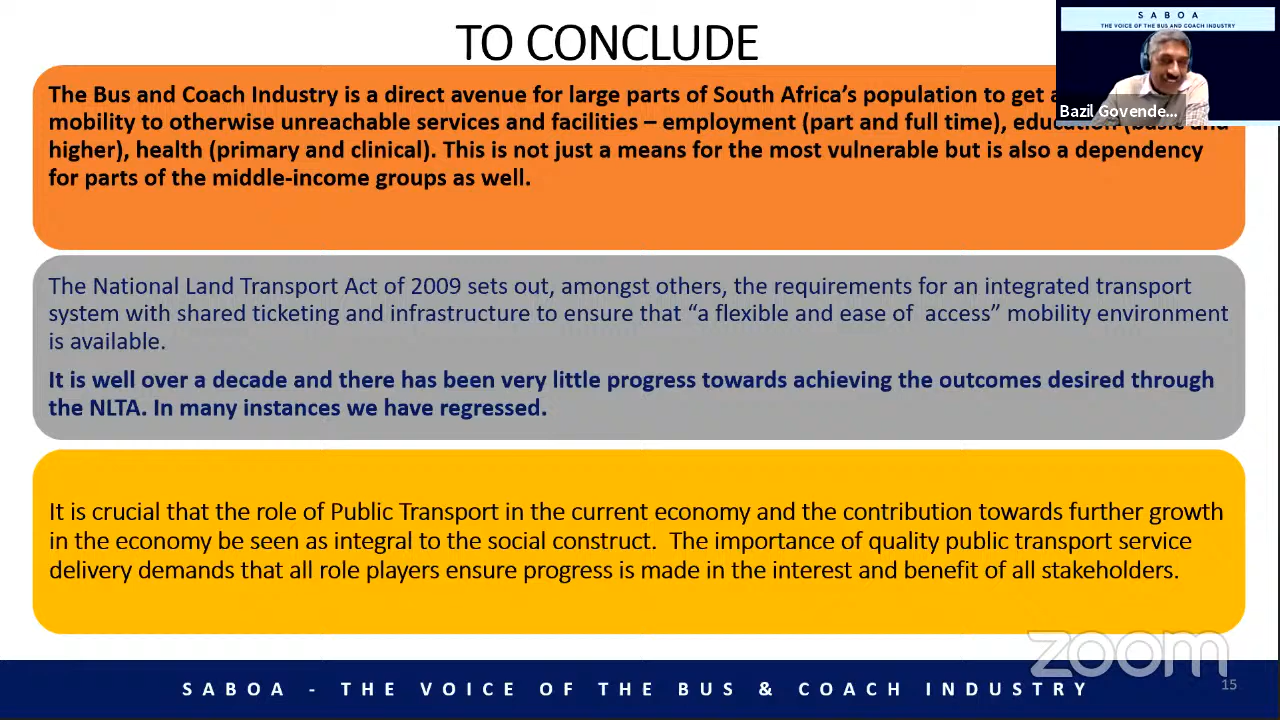 TO CONCLUDE
SABOA
THE VOICE OF THE BUS AND COACH INDUSTRY
Bazil Govende...
The Bus and Coach Industry is a direct avenue for large parts of South Africa's population to get a
mobility to otherwise unreachable services and facilities – employment (part and full time), education (basic and
higher), health (primary and clinical). This is not just a means for the most vulnerable but is also a dependency
for parts of the middle-income groups as well.
The National Land Transport Act of 2009 sets out, amongst others, the requirements for an integrated transport
system with shared ticketing and infrastructure to ensure that “a flexible and ease of access” mobility environment
is available.
It is well over a decade and there has been very little progress towards achieving the outcomes desired through
the NLTA. In many instances we have regressed.
It is crucial that the role of Public Transport in the current economy and the contribution towards further growth
in the economy be seen as integral to the social construct. The importance of quality public transport service
delivery demands that all role players ensure progress is made in the interest and benefit of all stakeholders.
zoom
SABOA - THE VOICE OF THE BUS & COACH INDUSTRY
15